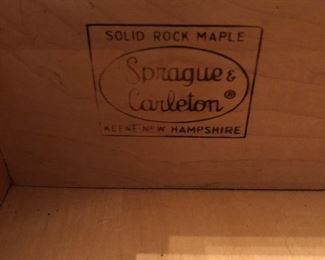 SOLID ROCK MAPLE
Sprague &
Carleton ®
KEENE NEW HAMPSHIRE